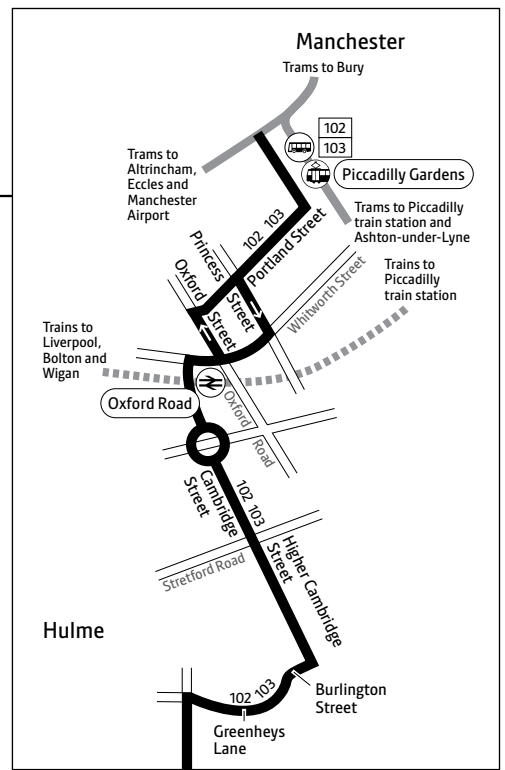 Manchester
Trams to Bury
102
103
Piccadilly Gardens
Trams to
Altrincham,
Eccles and
Manchester
Airport
Trams to Piccadilly
train station and
Ashton-under-Lyne
102 103
Portland Street
Princess
Street
Oxford
Street
Whitworth Street
Trains to
Piccadilly
train station
Trains to
Liverpool,
Bolton and
Wigan
Oxford Road
Oxford
Road
Cambridge
Street
102
103
Stretford Road
Higher Cambridge
Street
Hulme
102 103
Burlington
Street
Greenheys
Lane